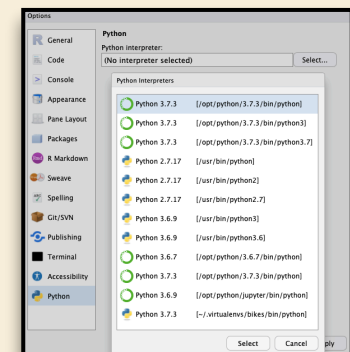 Options
R General
Code
Console
Appearance
Pane Layout
Packages
R Markdown
Sweave
Spelling
Git/SVN
Publishing
Terminal
Accessibility
Python
Python
Python interpreter:
(No interpreter selected) Select...
Python Interpreters
Python 3.7.3 [/opt/python/3.7.3/bin/python]
Python 3.7.3 [/opt/python/3.7.3/bin/python3]
Python 3.7.3 [/opt/python/3.7.3/bin/python3.7]
Python 2.7.17 [/usr/bin/python]
Python 2.7.17 [/usr/bin/python2]
Python 2.7.17 [/usr/bin/python2.7]
Python 3.6.9 [/usr/bin/python3]
Python 3.6.9 [/usr/bin/python3.6]
Python 3.6.7 [/opt/python/3.6.7/bin/python]
Python 3.7.3 [/opt/python/3.7.3/bin/python]
Python 3.6.9 [/opt/python/jupyter/bin/python]
Python 3.7.3 [~/.virtualenvs/bikes/bin/python]
Select Cancel ply